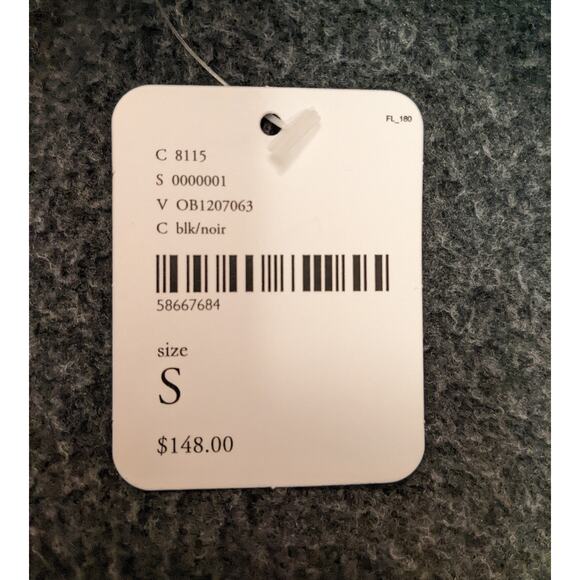 FL_180
C 8115
S 0000001
V OB1207063
C blk/noir
58667684
size
S
$148.00